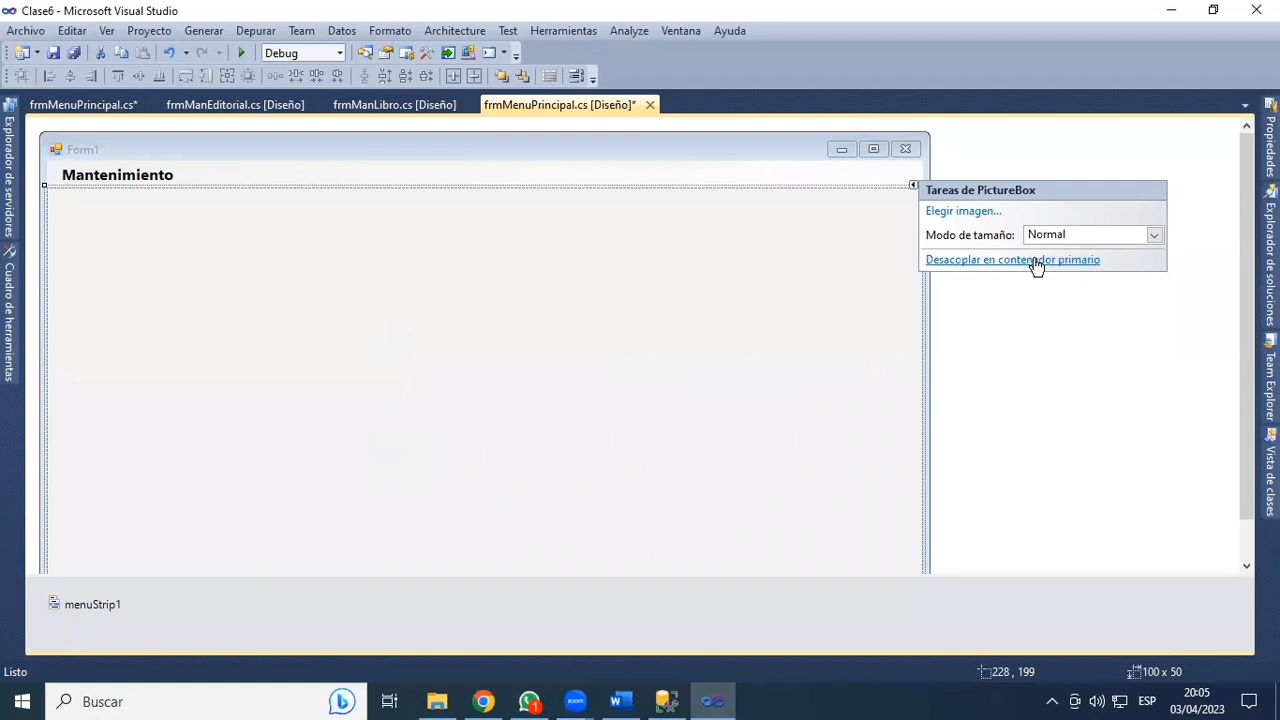 Clase6 - Microsoft Visual Studio
Archivo Editar Ver Proyecto Generar Depurar Team Datos Formato Architecture Test Herramientas Analyze Ventana Ayuda
Debug
frmMenuPrincipal.cs* frmManEditorial.cs [Diseño] frmManLibro.cs [Diseño] frmMenuPrincipal.cs [Diseño]*
Explorador de servidores
Cuadro de herramientas
Form1
Mantenimiento
Tareas de PictureBox
Elegir imagen...
Modo de tamaño: Normal
Desacoplar en contenedor primario
Propiedades
Explorador de soluciones
Team Explorer
Vista de clases
menuStrip1
Listo 228 , 199 100 x 50
Buscar
zoom
1
ESP
20:05
03/04/2023